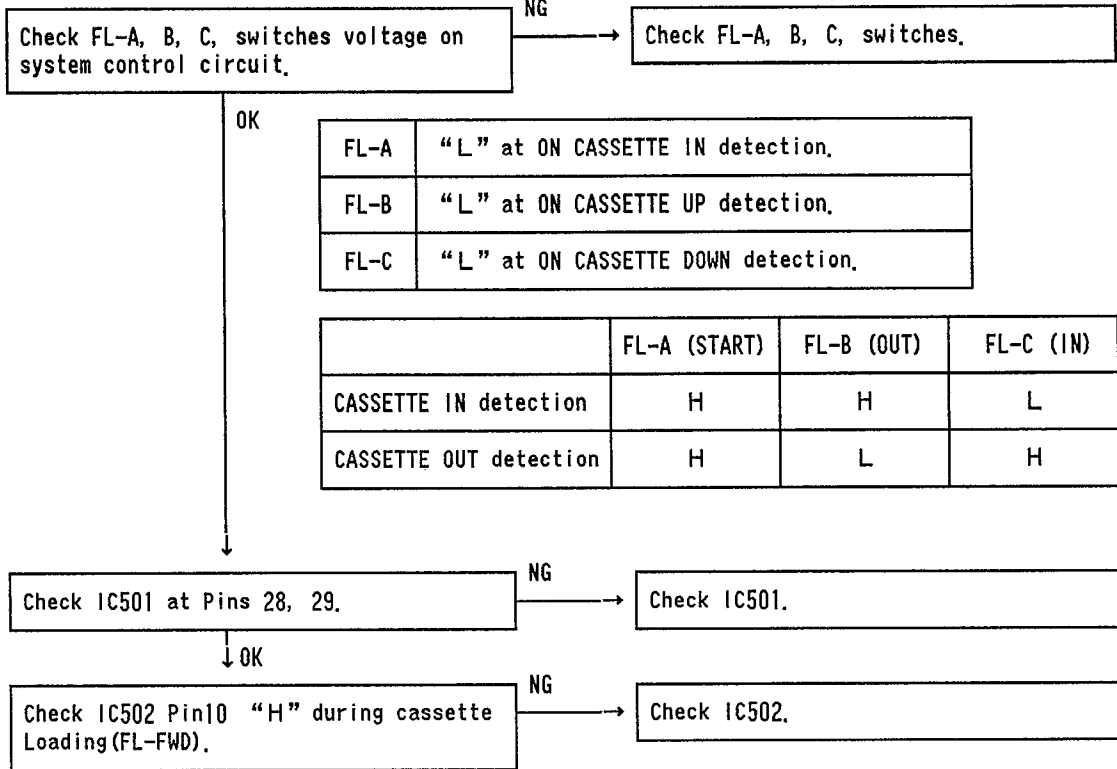 NG
Check FL-A, B, C, switches voltage on
system control circuit.
Check FL-A, B, C, switches.
OK
FL-A "L" at ON CASSETTE IN detection.
FL-B "L" at ON CASSETTE UP detection.
FL-C "L" at ON CASSETTE DOWN detection.
FL-A (START) FL-B (OUT) FL-C (IN)
CASSETTE IN detection H H L
CASSETTE OUT detection H L H
NG
Check IC501 at Pins 28, 29.
Check IC501.
OK
NG
Check IC502 Pin10 "H" during cassette
Loading(FL-FWD).
Check IC502.